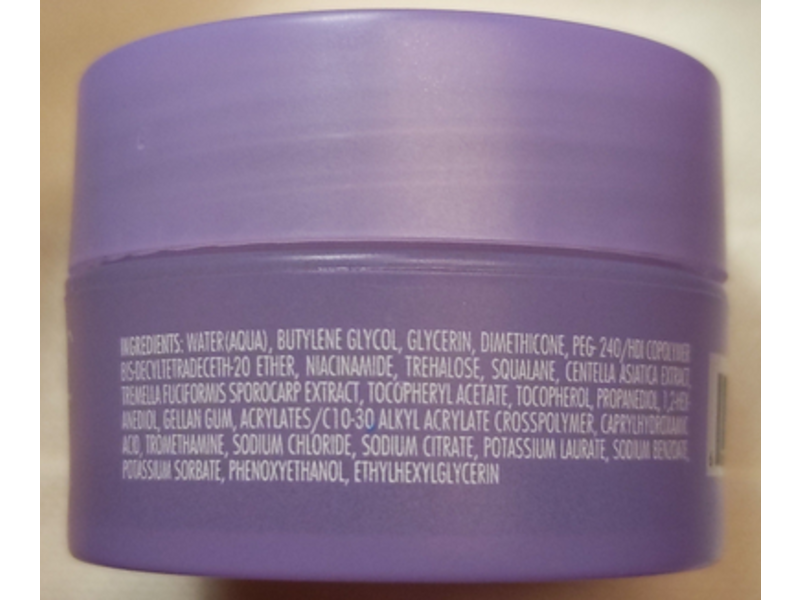 INGREDIENTS: WATER(AQUA), BUTYLENE GLYCOL, GLYCERIN, DIMETHICONE, PEG-240/HDI COPOLYMER
BIS-DECYLTETRADECETH-20 ETHER, NIACINAMIDE, TREHALOSE, SQUALANE, CENTELLA ASIATICA EXTRACT,
TREMELLA FUCIFORMIS SPOROCARP EXTRACT, TOCOPHERYL ACETATE, TOCOPHEROL, PROPANEDIOL, 1,2-HEX-
ANEDIOL, GELLAN GUM, ACRYLATES/C10-30 ALKYL ACRYLATE CROSSPOLYMER, CAPRYLHYDROXAMIC
ACID, TROMETHAMINE, SODIUM CHLORIDE, SODIUM CITRATE, POTASSIUM LAURATE, SODIUM BENZOATE,
POTASSIUM SORBATE, PHENOXYETHANOL, ETHYLHEXYLGLYCERIN